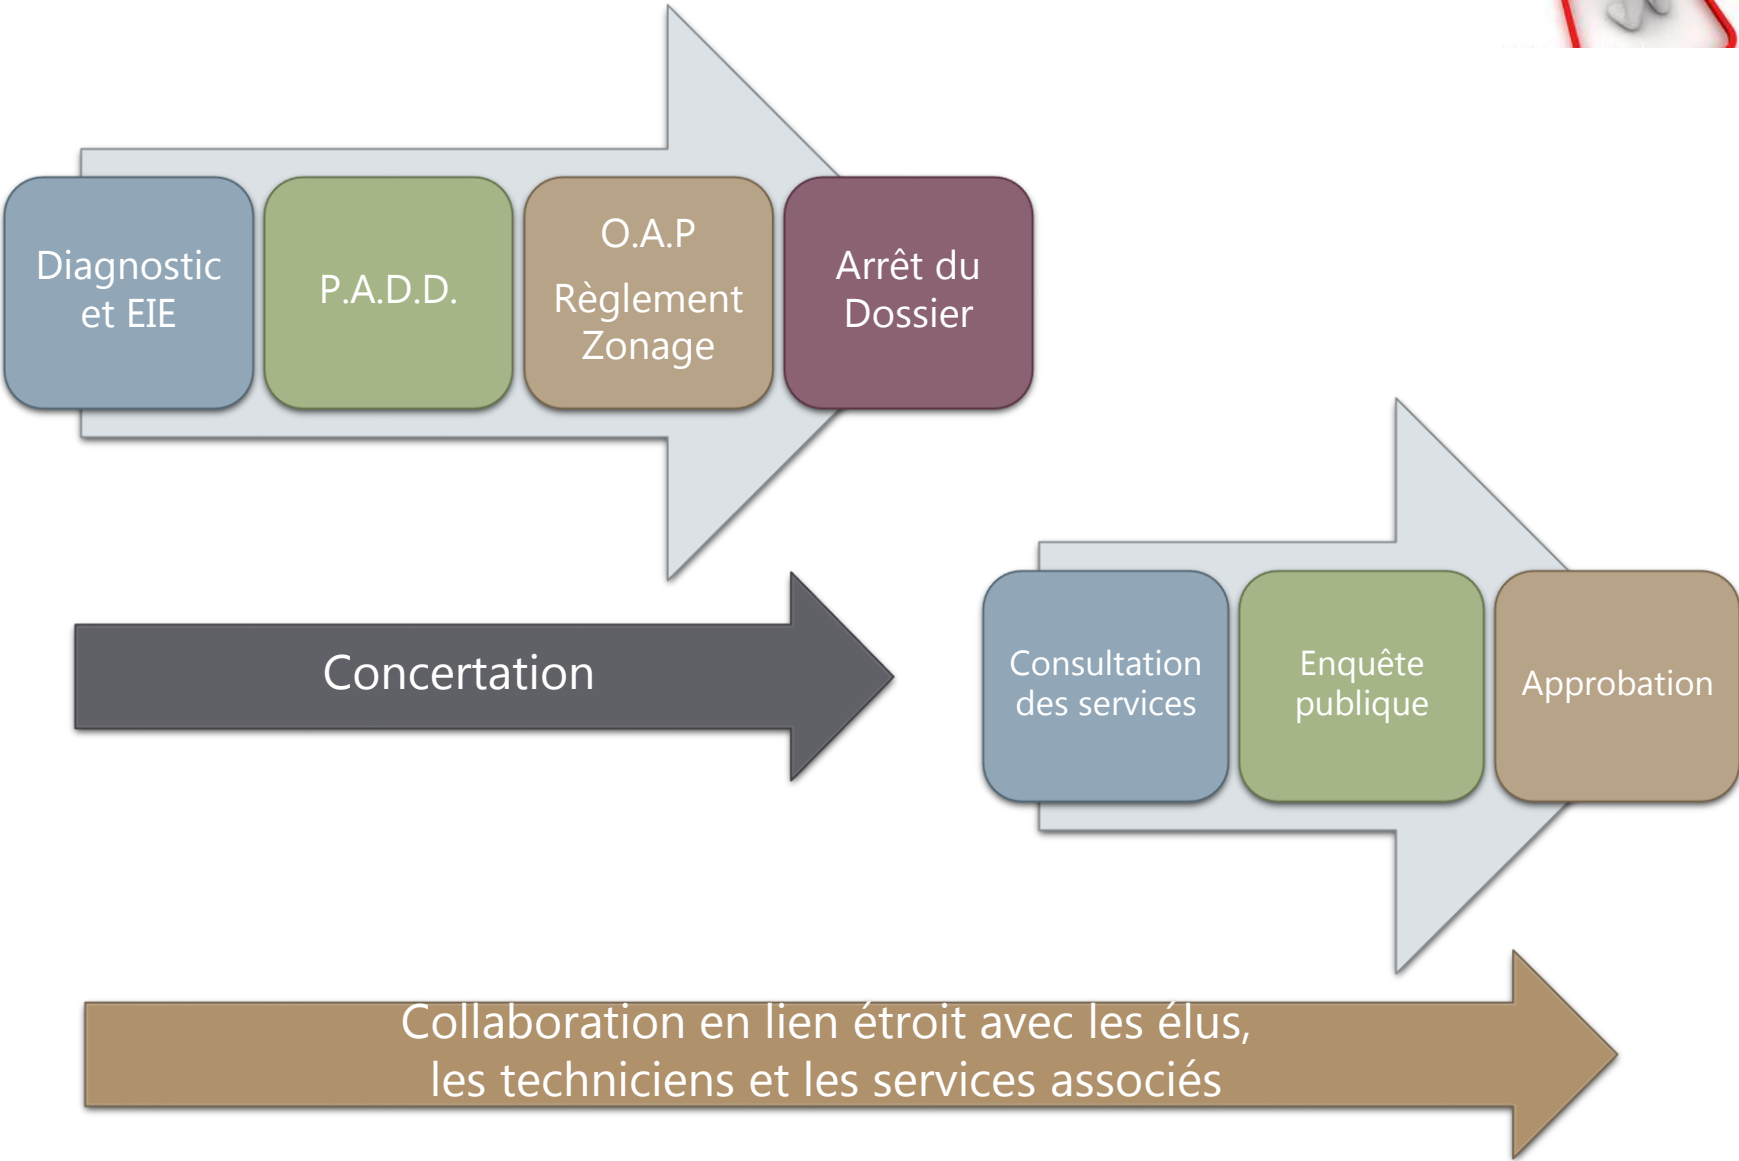 Diagnostic
et EIE
P.A.D.D.
O.A.P
Règlement
Zonage
Arrêt du
Dossier
Concertation
Consultation
des services
Enquête
publique
Approbation
Collaboration en lien étroit avec les élus,
les techniciens et les services associés